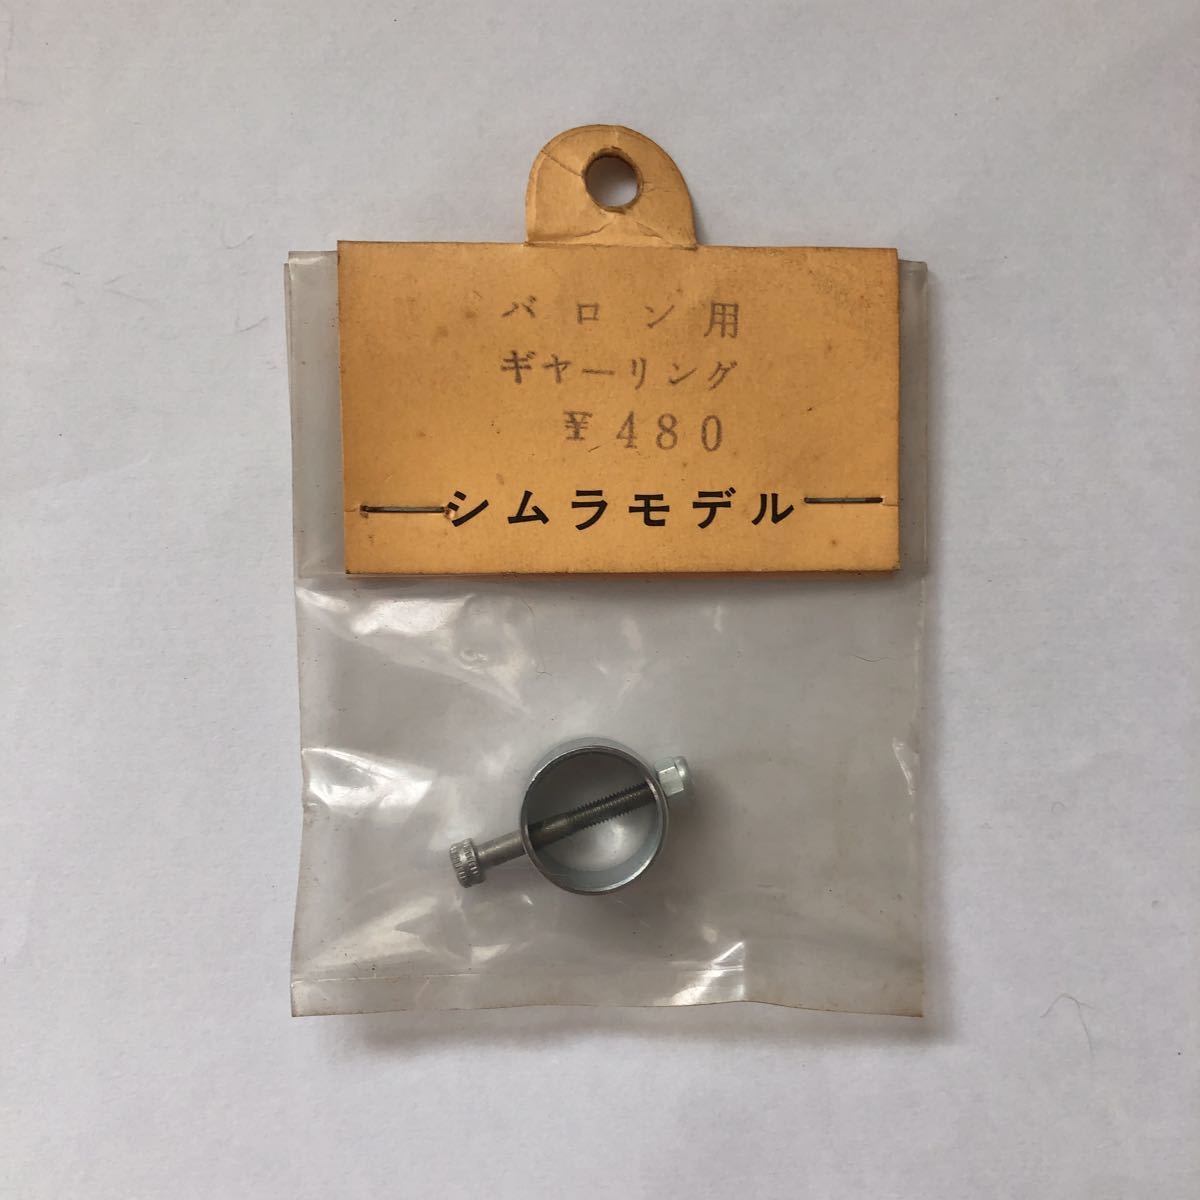 バロン用
ギヤーリング
¥480
シムラモデル